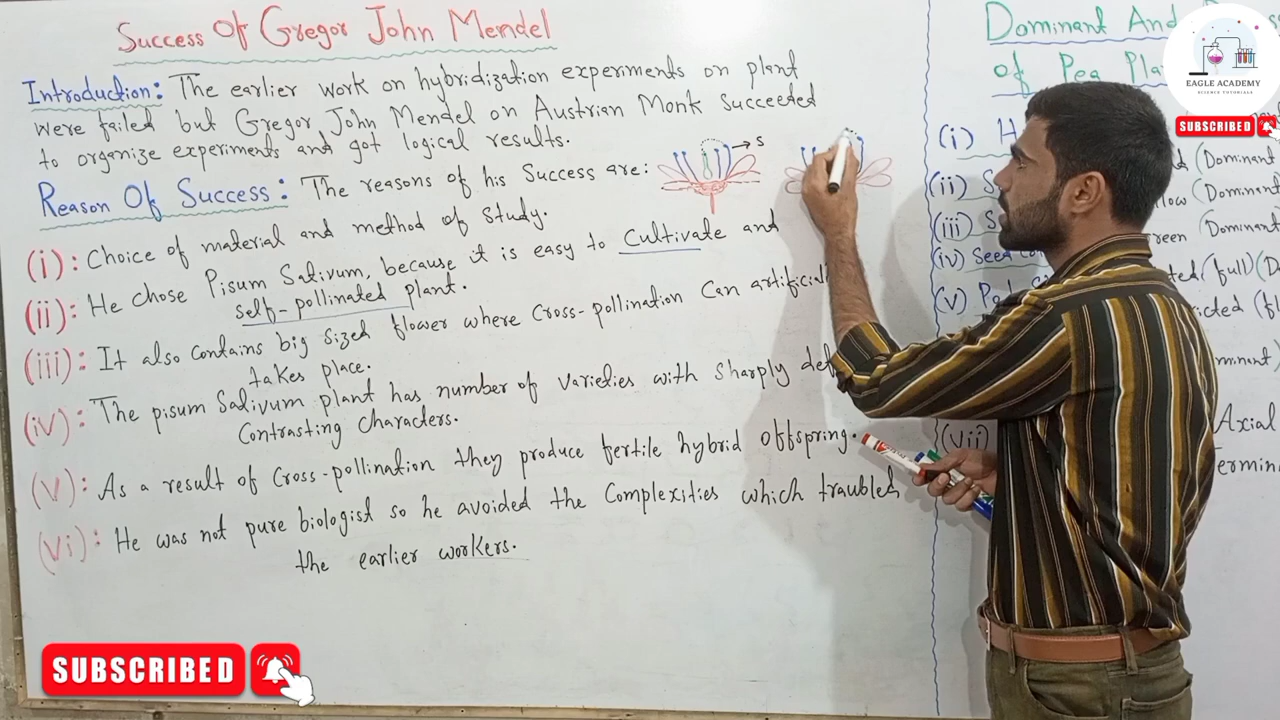 Success Of Gregor John Mendel
Introduction: The earlier work on hybridization experiments on plant
were failed but Gregor John Mendel on Austrian Monk Succeeded
to organize experiments and got logical results.
Reason Of Success: The reasons of his Success are:
S
(i): Choice of material and method of Study.
(ii): He chose Pisum Sativum, because it is easy to Cultivate and
self-pollinated plant.
(iii): It also contains big sized flower where Cross-pollination Can
takes place.
(iv): The pisum Sativum plant has number of varieties with sharply
Contrasting Characters.
(v): As a result of Cross-pollination they produce fertile hybrid offspring.
(vi): He was not pure biologist so he avoided the Complexities which traubled
the earlier workers.
Dominant And
of Pea
(i)
(Dominant
(ii)
(Dominant
(iii)
(Dominant
(iv) Seed
(full)
(v)
(vii)
Axial
EAGLE ACADEMY
SCIENCE TUTORIALS
SUBSCRIBED
SUBSCRIBED